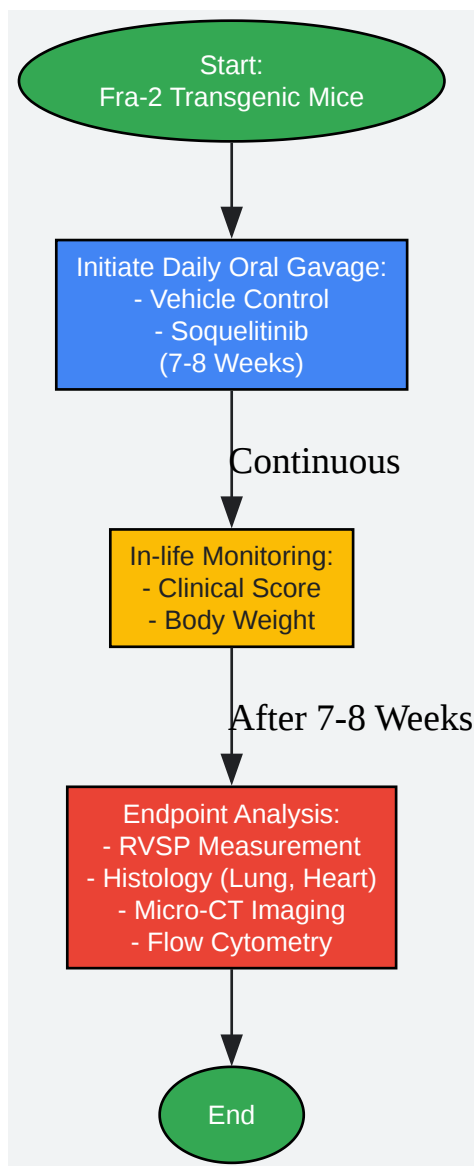 Start:
Fra-2 Transgenic Mice
Initiate Daily Oral Gavage:
- Vehicle Control
- Soquelitinib
(7-8 Weeks)
Continuous
In-life Monitoring:
- Clinical Score
- Body Weight
After 7-8 Weeks
Endpoint Analysis:
- RVSP Measurement
- Histology (Lung, Heart)
- Micro-CT Imaging
- Flow Cytometry
End